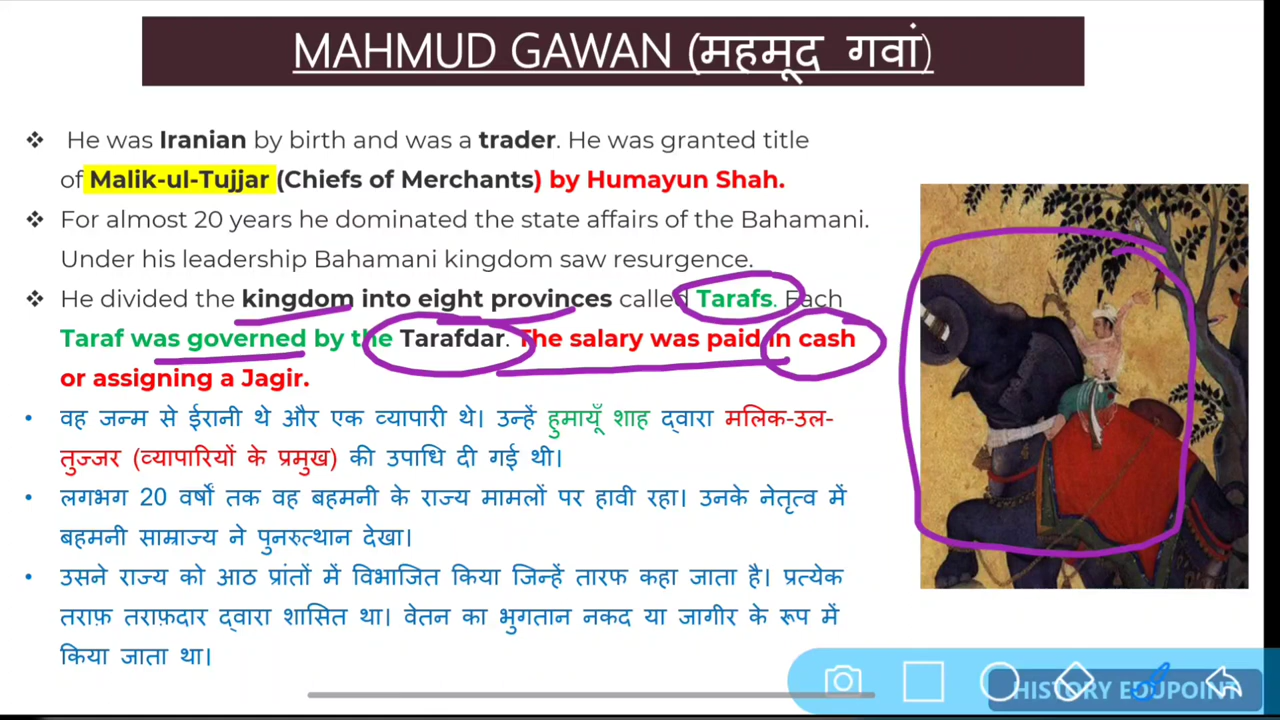 MAHMUD GAWAN (महमूद गवां)
❖ He was Iranian by birth and was a trader. He was granted title
of Malik-ul-Tujjar (Chiefs of Merchants) by Humayun Shah.
❖ For almost 20 years he dominated the state affairs of the Bahamani.
Under his leadership Bahamani kingdom saw resurgence.
❖ He divided the kingdom into eight provinces called Tarafs. Each
Taraf was governed by the Tarafdar. The salary was paid in cash
or assigning a Jagir.
• वह जन्म से ईरानी थे और एक व्यापारी थे। उन्हें हुमायूँ शाह द्वारा मलिक-उल-
तुज्जर (व्यापारियों के प्रमुख) की उपाधि दी गई थी।
• लगभग 20 वर्षों तक वह बहमनी के राज्य मामलों पर हावी रहा। उनके नेतृत्व में
बहमनी साम्राज्य ने पुनरुत्थान देखा।
• उसने राज्य को आठ प्रांतों में विभाजित किया जिन्हें तारफ कहा जाता है। प्रत्येक
तराफ़ तराफ़दार द्वारा शासित था। वेतन का भुगतान नकद या जागीर के रूप में
किया जाता था।
HISTORY EDUPOINT